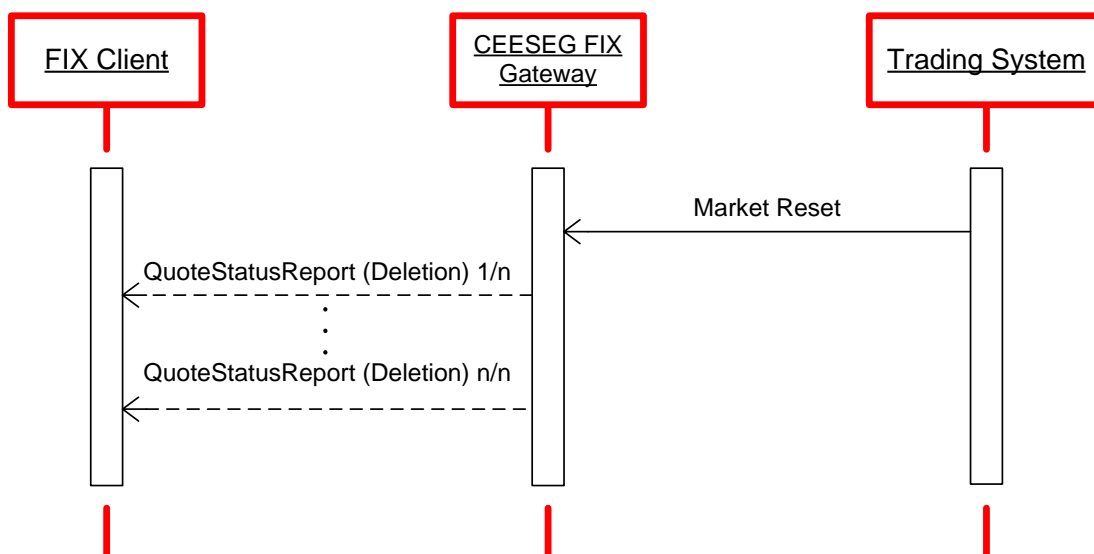 FIX Client
CEESEG FIX
Gateway
Trading System
Market Reset
QuoteStatusReport (Deletion) 1/n
QuoteStatusReport (Deletion) n/n